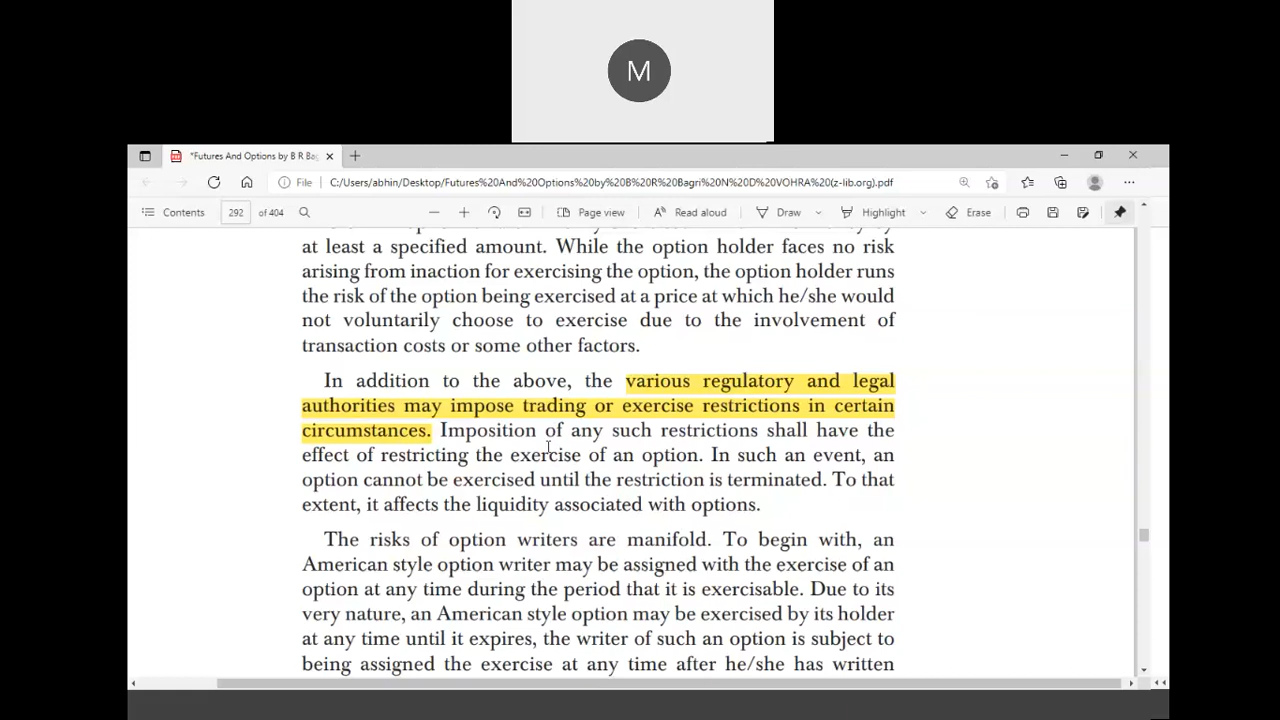 M
*Futures And Options by B R Bag
File
C:/Users/abhin/Desktop/Futures%20And%20Options%20by%20B%20R%20Bagri%20N%20D%20VOHRA%20(z-lib.org).pdf
Contents 292 of 404 Page view Read aloud Draw Highlight Erase
at least a specified amount. While the option holder faces no risk
arising from inaction for exercising the option, the option holder runs
the risk of the option being exercised at a price at which he/she would
not voluntarily choose to exercise due to the involvement of
transaction costs or some other factors.
In addition to the above, the various regulatory and legal
authorities may impose trading or exercise restrictions in certain
circumstances. Imposition of any such restrictions shall have the
effect of restricting the exercise of an option. In such an event, an
option cannot be exercised until the restriction is terminated. To that
extent, it affects the liquidity associated with options.
The risks of option writers are manifold. To begin with, an
American style option writer may be assigned with the exercise of an
option at any time during the period that it is exercisable. Due to its
very nature, an American style option may be exercised by its holder
at any time until it expires, the writer of such an option is subject to
being assigned the exercise at any time after he/she has written